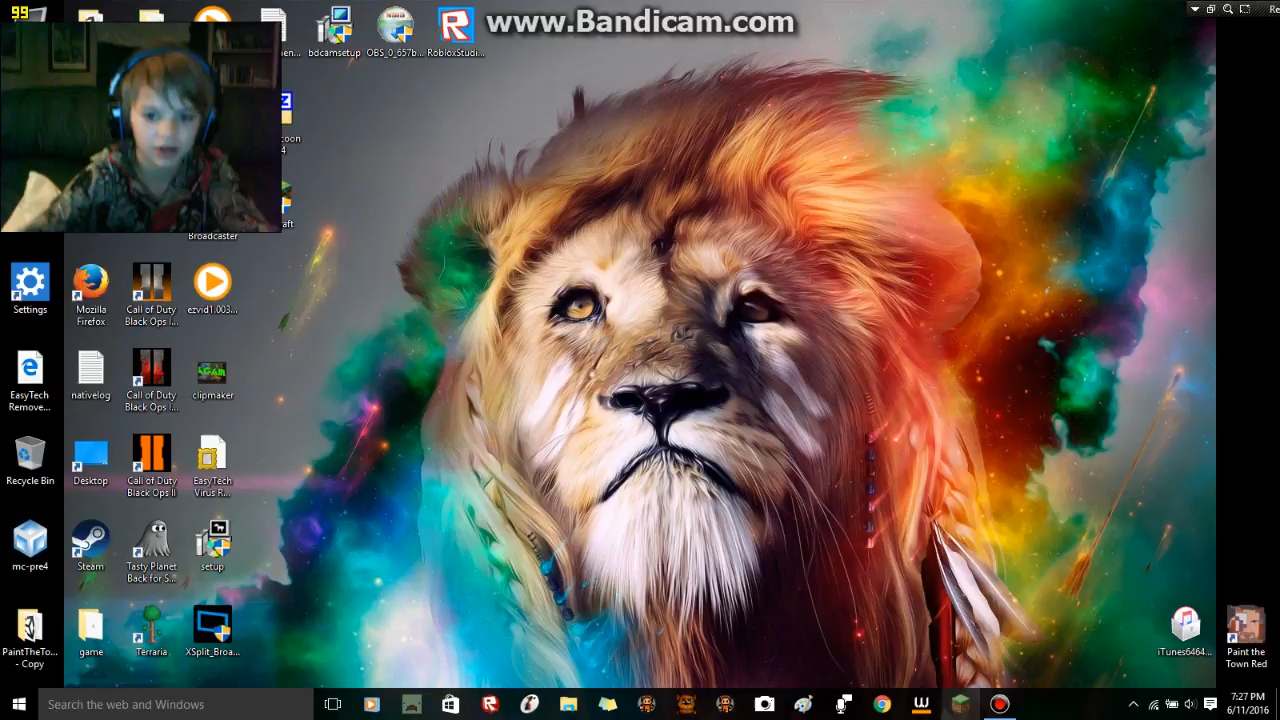 99
www.Bandicam.com
bdcamsetup
OBS_0_657b...
RobloxStudi...
Broadcaster
Settings
Mozilla
Firefox
Call of Duty
Black Ops I...
ezvid1.003...
EasyTech
Remove...
nativelog
Call of Duty
Black Ops I...
clipmaker
Recycle Bin
Desktop
Call of Duty
Black Ops II
EasyTech
Virus R...
mc-pre4
Steam
Tasty Planet
Back for S...
setup
PaintTheTo...
- Copy
game
Terraria
XSplit_Broa...
iTunes6464...
Paint the
Town Red
Search the web and Windows
7:27 PM
6/11/2016